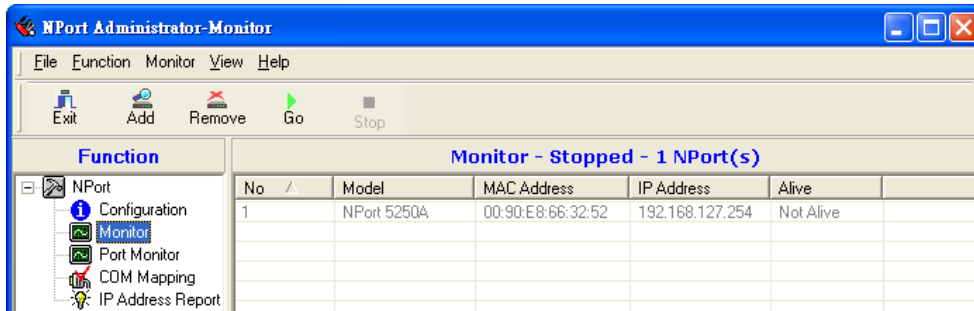 NPort Administrator-Monitor
File Function Monitor View Help
Exit Add Remove Go Stop
Function
Monitor - Stopped - 1 NPort(s)
NPort
Configuration
Monitor
Port Monitor
COM Mapping
IP Address Report
No Model MAC Address IP Address Alive
1 NPort 5250A 00:90:E8:66:32:52 192.168.127.254 Not Alive